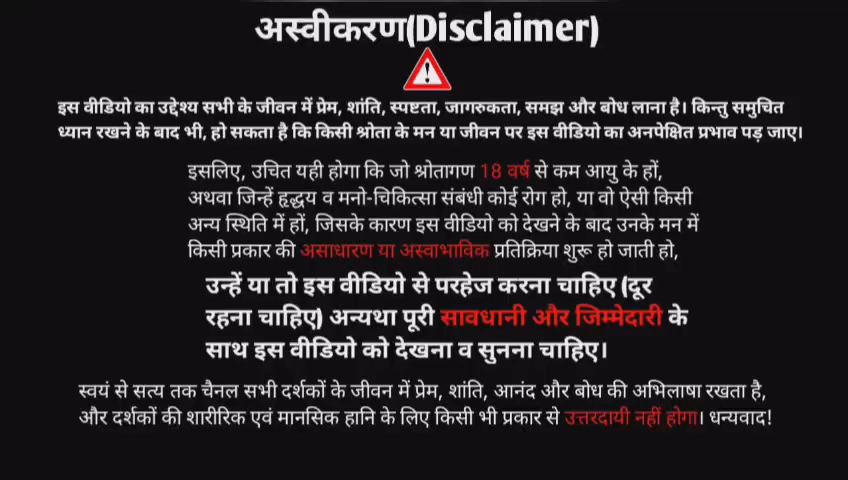 अस्वीकरण(Disclaimer)
इस वीडियो का उद्देश्य सभी के जीवन में प्रेम, शांति, स्पष्टता, जागरुकता, समझ और बोध लाना है। किन्तु समुचित
ध्यान रखने के बाद भी, हो सकता है कि किसी श्रोता के मन या जीवन पर इस वीडियो का अनपेक्षित प्रभाव पड़ जाए।
इसलिए, उचित यही होगा कि जो श्रोतागण 18 वर्ष से कम आयु के हों,
अथवा जिन्हें हृद्धय व मनो-चिकित्सा संबंधी कोई रोग हो, या वो ऐसी किसी
अन्य स्थिति में हों, जिसके कारण इस वीडियो को देखने के बाद उनके मन में
किसी प्रकार की असाधारण या अस्वाभाविक प्रतिक्रिया शुरू हो जाती हो,
उन्हें या तो इस वीडियो से परहेज करना चाहिए (दूर
रहना चाहिए) अन्यथा पूरी सावधानी और जिम्मेदारी के
साथ इस वीडियो को देखना व सुनना चाहिए।
स्वयं से सत्य तक चैनल सभी दर्शकों के जीवन में प्रेम, शांति, आनंद और बोध की अभिलाषा रखता है,
और दर्शकों की शारीरिक एवं मानसिक हानि के लिए किसी भी प्रकार से उत्तरदायी नहीं होगा। धन्यवाद!